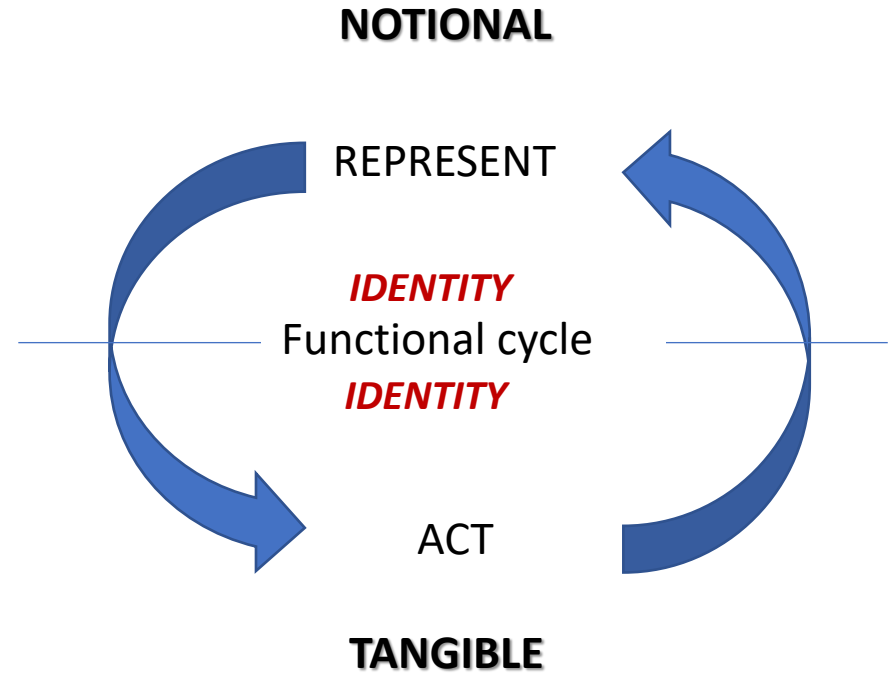 NOTIONAL
REPRESENT
IDENTITY
Functional cycle
IDENTITY
ACT
TANGIBLE